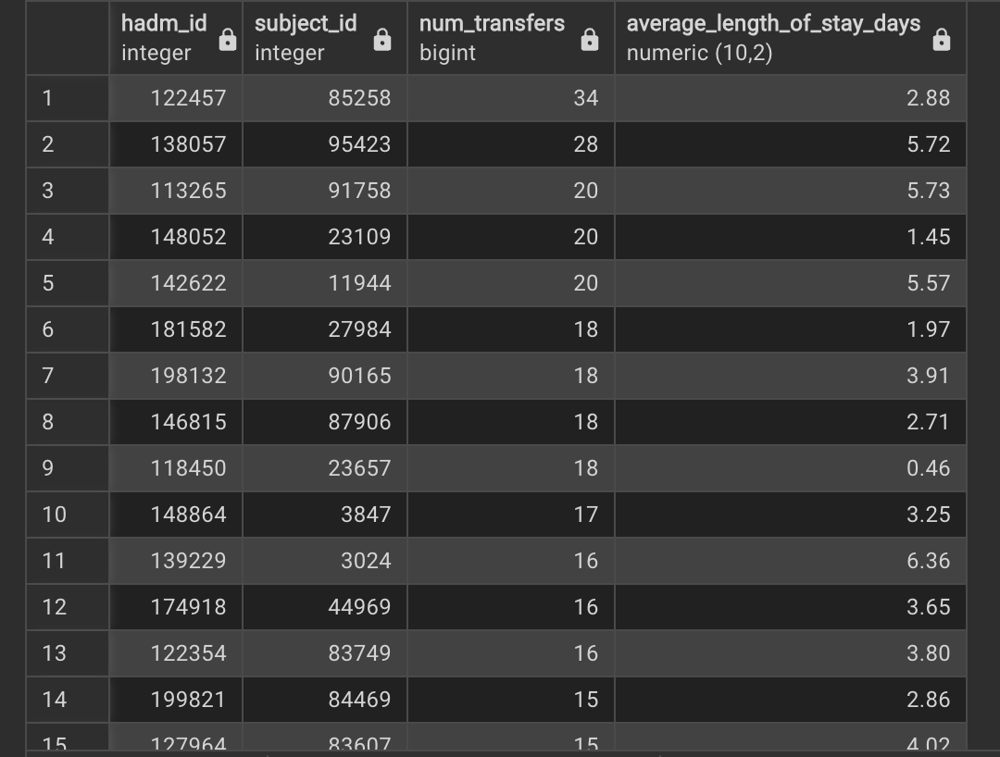 hadm_id subject_id num_transfers average_length_of_stay_days
integer integer bigint numeric (10,2)
1 122457 85258 34 2.88
2 138057 95423 28 5.72
3 113265 91758 20 5.73
4 148052 23109 20 1.45
5 142622 11944 20 5.57
6 181582 27984 18 1.97
7 198132 90165 18 3.91
8 146815 87906 18 2.71
9 118450 23657 18 0.46
10 148864 3847 17 3.25
11 139229 3024 16 6.36
12 174918 44969 16 3.65
13 122354 83749 16 3.80
14 199821 84469 15 2.86
15 127964 83607 15 4.02